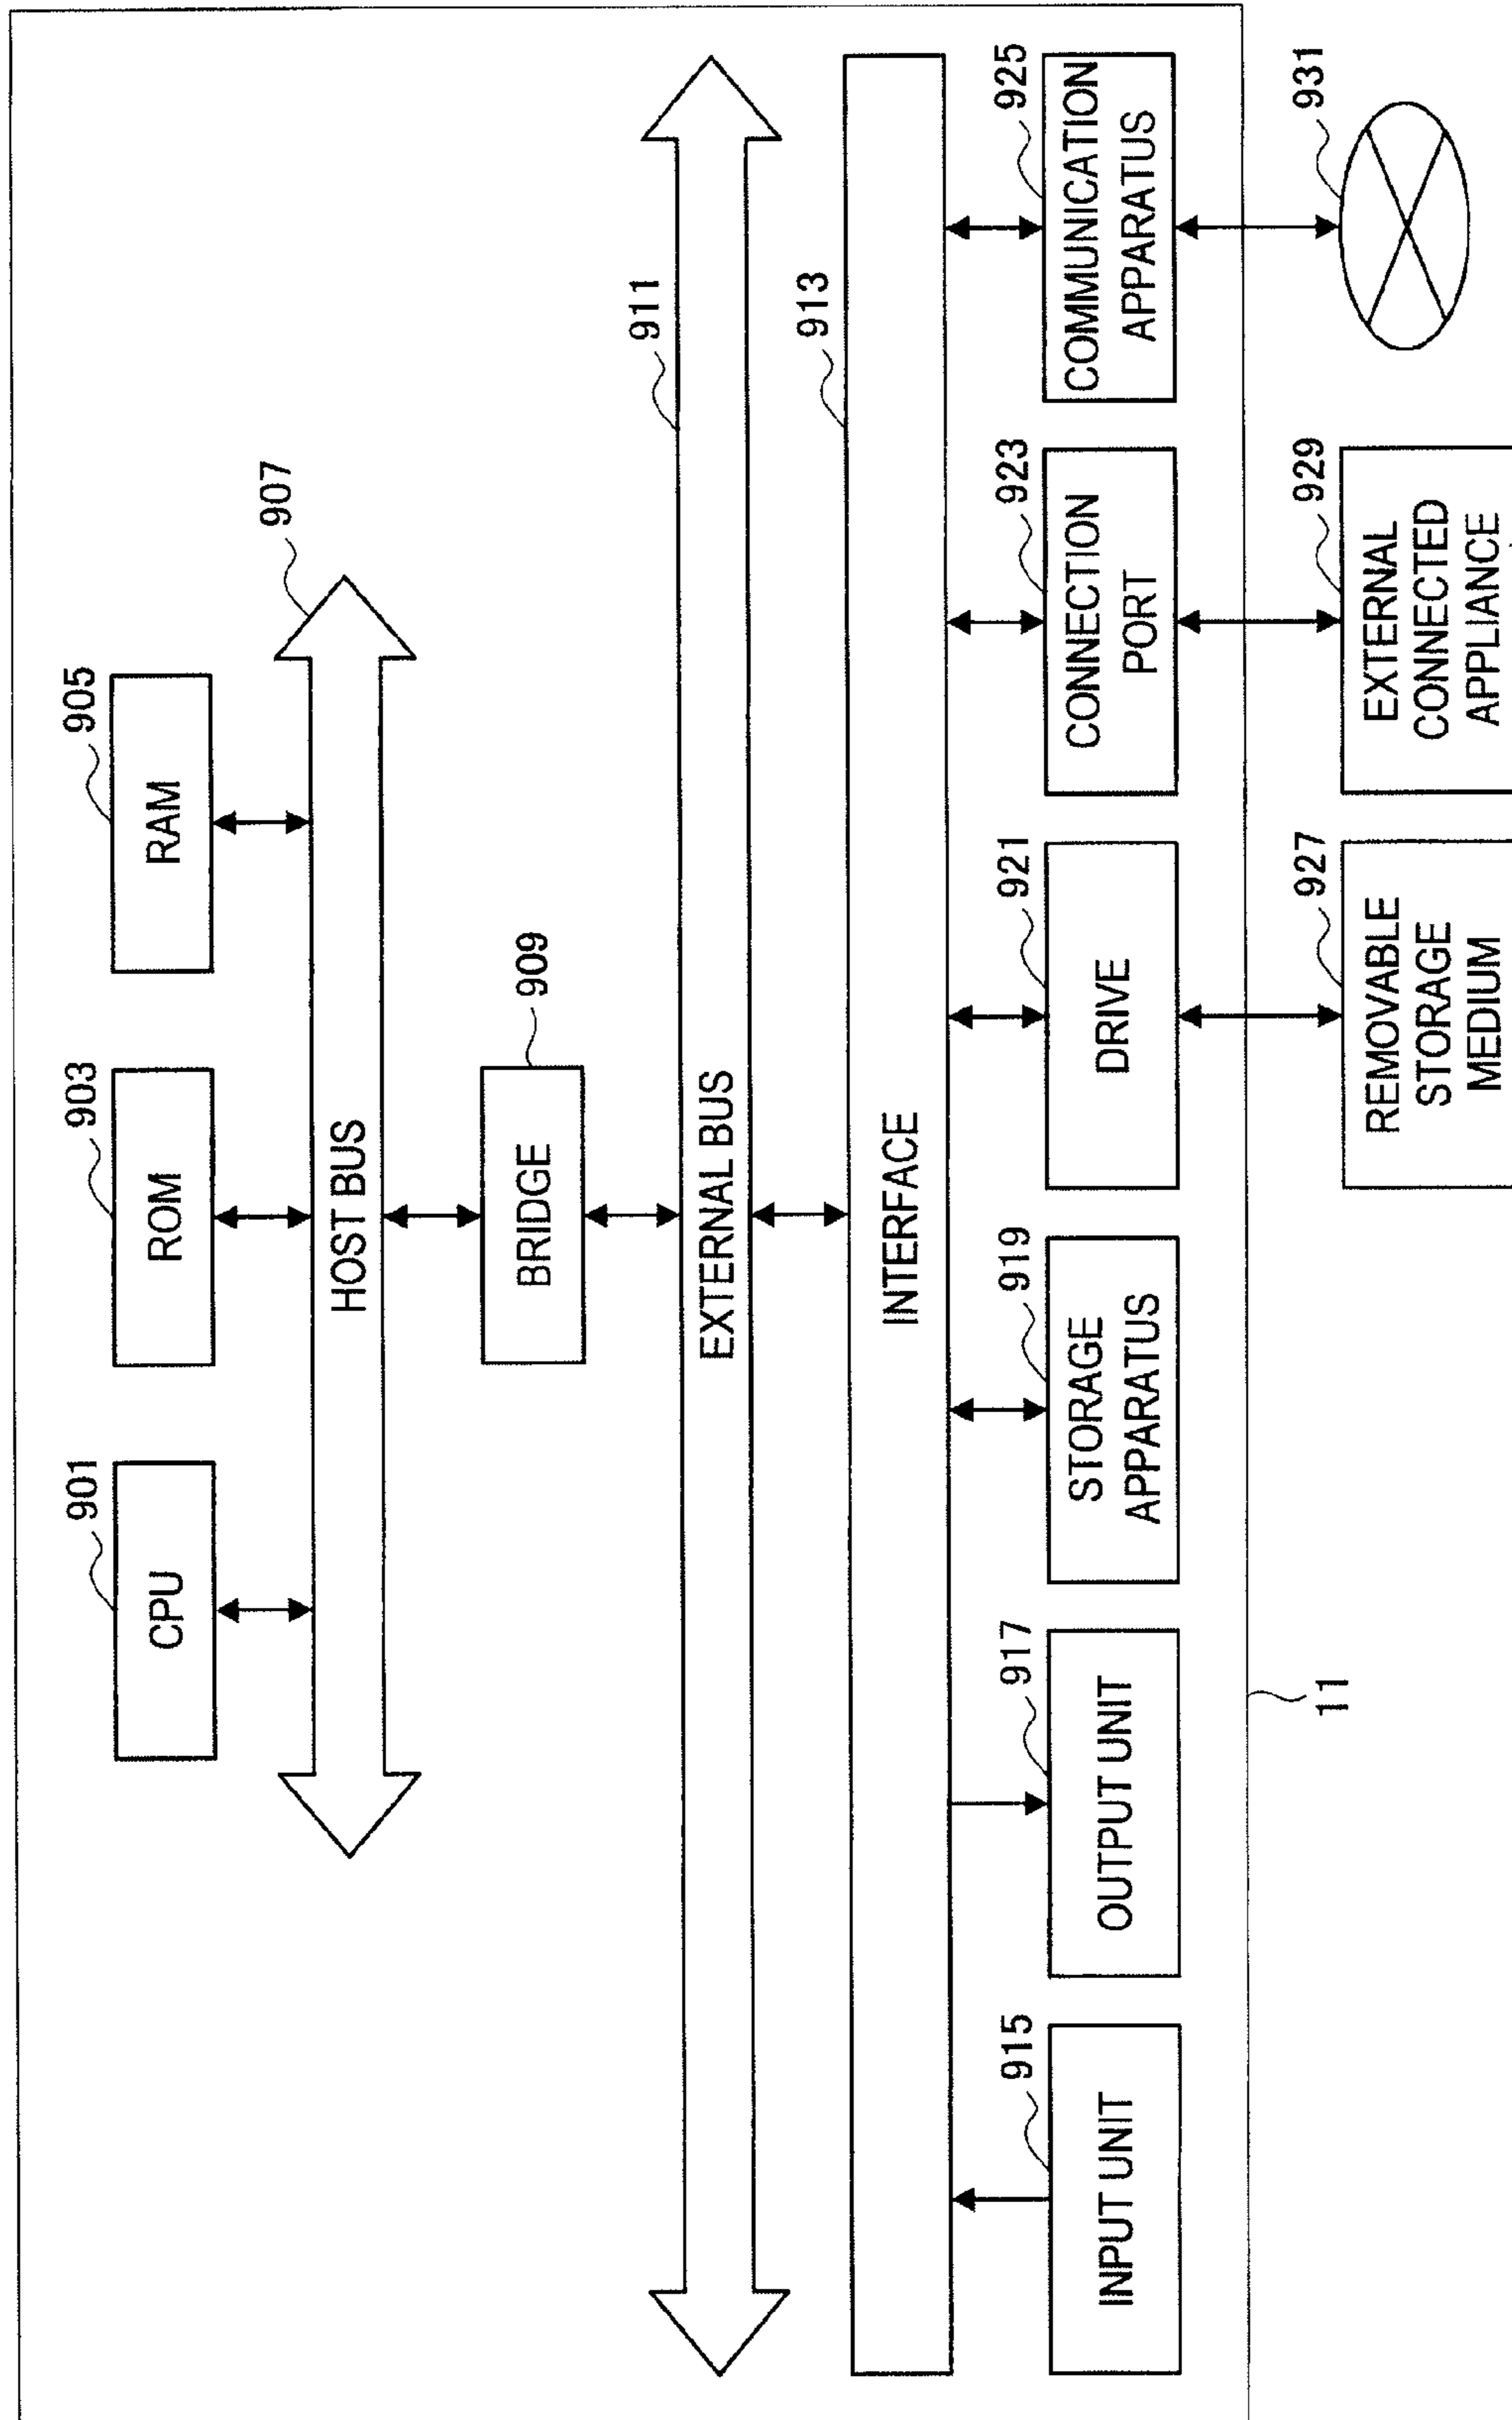 901
CPU
903
ROM
905
RAM
907
HOST BUS
909
BRIDGE
911
EXTERNAL BUS
913
INTERFACE
915
INPUT UNIT
917
OUTPUT UNIT
919
STORAGE
APPARATUS
921
DRIVE
923
CONNECTION
PORT
925
COMMUNICATION
APPARATUS
11
927
REMOVABLE
STORAGE
MEDIUM
929
EXTERNAL
CONNECTED
APPLIANCE
931